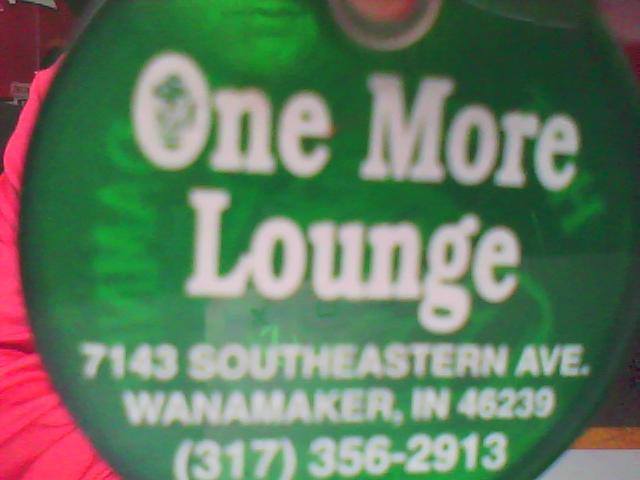 One More
Lounge
7143 SOUTHEASTERN AVE.
WANAMAKER, IN 46239
(317) 356-2913